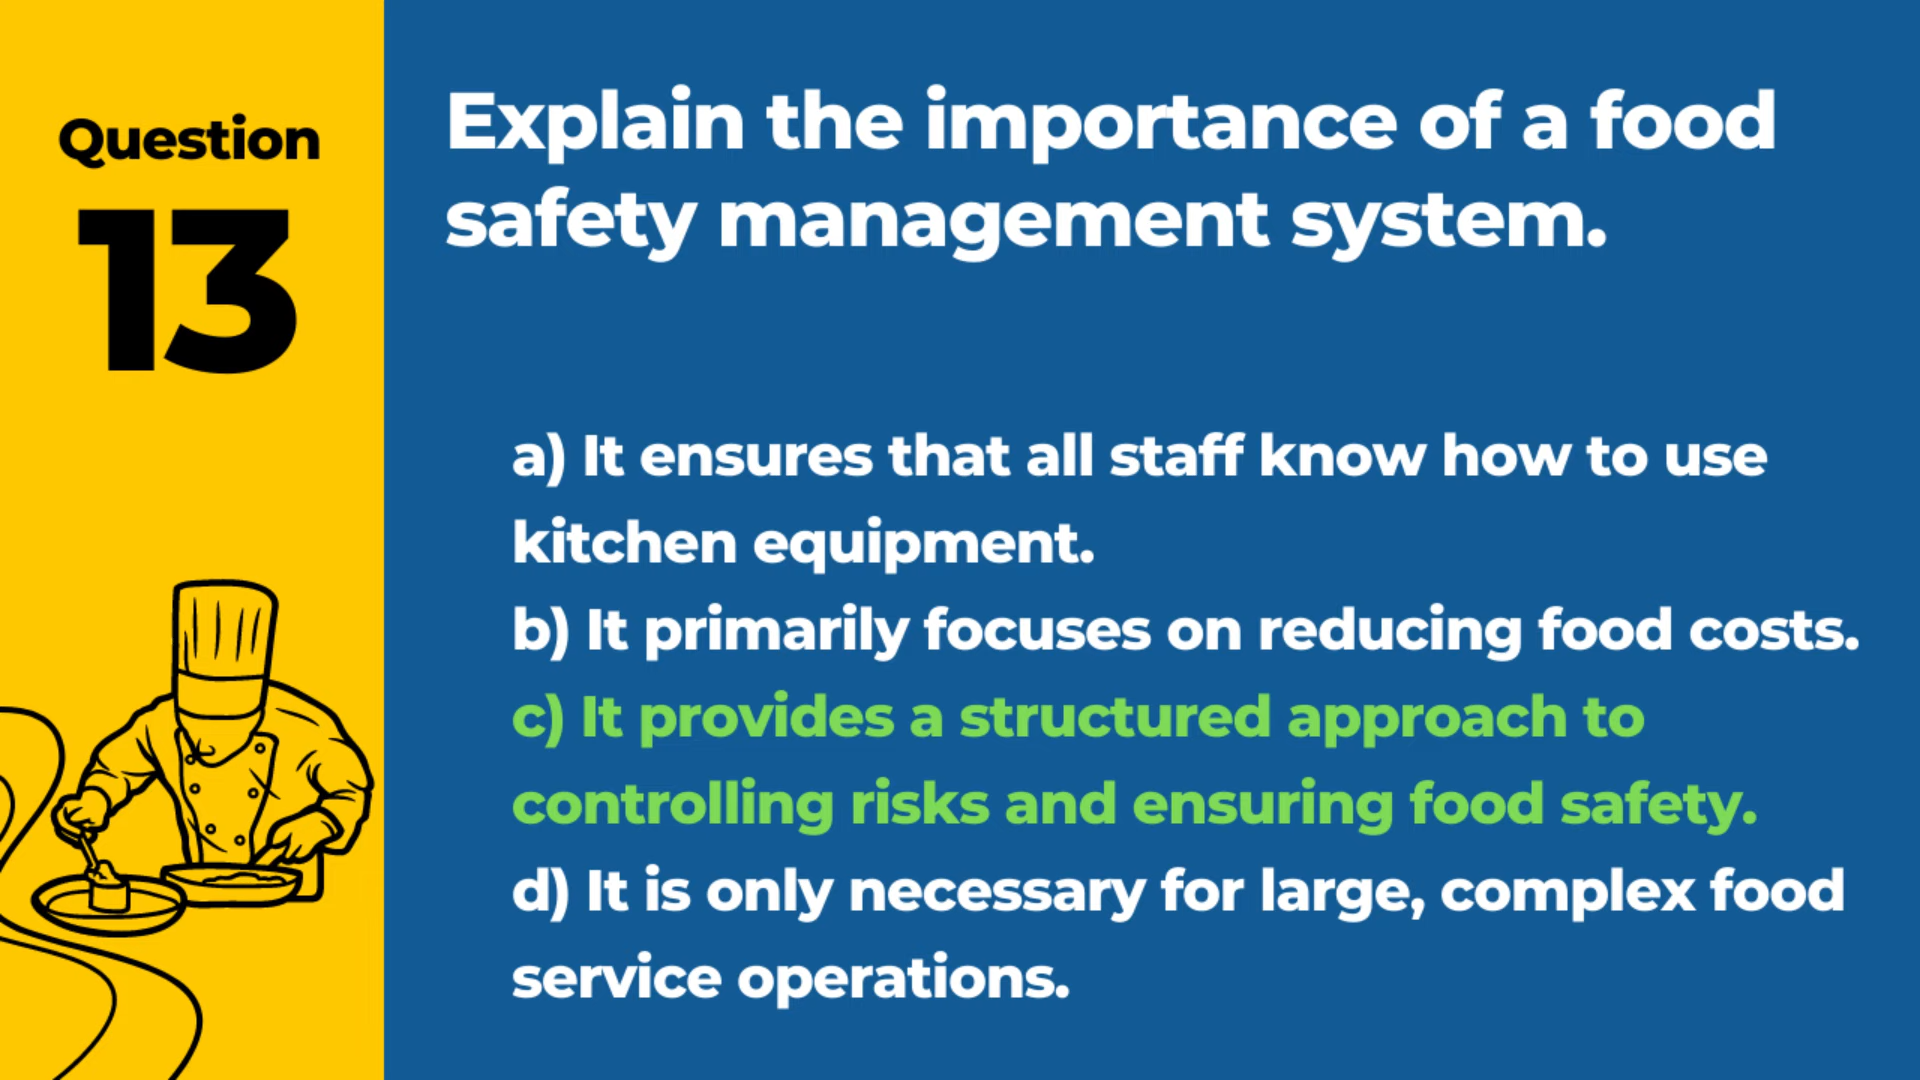 Question
13
Explain the importance of a food
safety management system.
a) It ensures that all staff know how to use
kitchen equipment.
b) It primarily focuses on reducing food costs.
c) It provides a structured approach to
controlling risks and ensuring food safety.
d) It is only necessary for large, complex food
service operations.